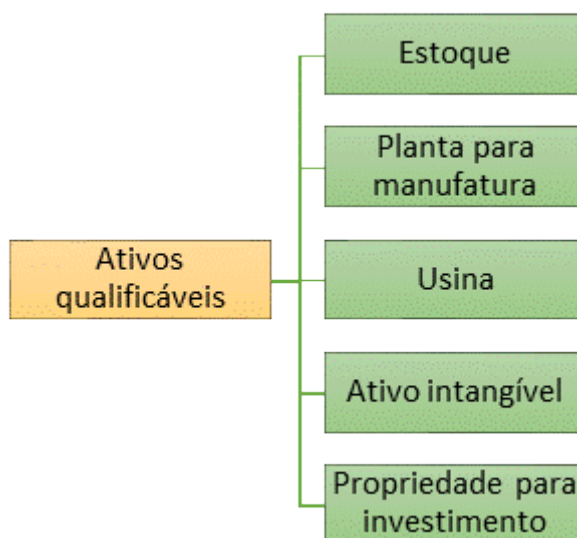 Estoque
Planta para
manufatura
Ativos
qualificáveis
Usina
Ativo intangível
Propriedade para
investimento